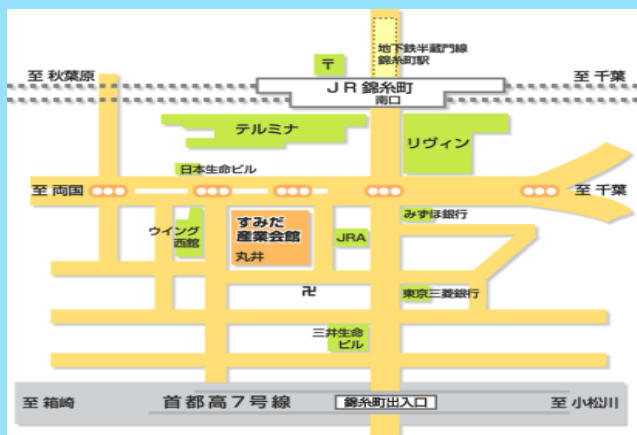 地下鉄半蔵門線
錦糸町駅
〒
至 秋葉原
JR錦糸町
至 千葉
南口
テルミナ
リヴィン
日本生命ビル
至 両国
至 千葉
すみだ
産業会館
丸井
ウイング
西館
JRA
みずほ銀行
卍
東京三菱銀行
三井生命
ビル
至 箱崎
首都高7号線
錦糸町出入口
至 小松川